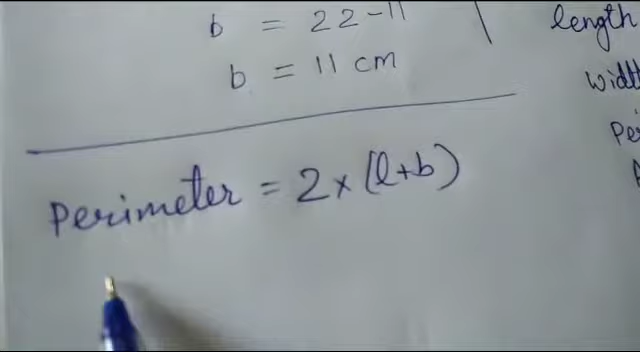 b = 22-11
b = 11 cm
length
Perimeter = 2 × (l+b)